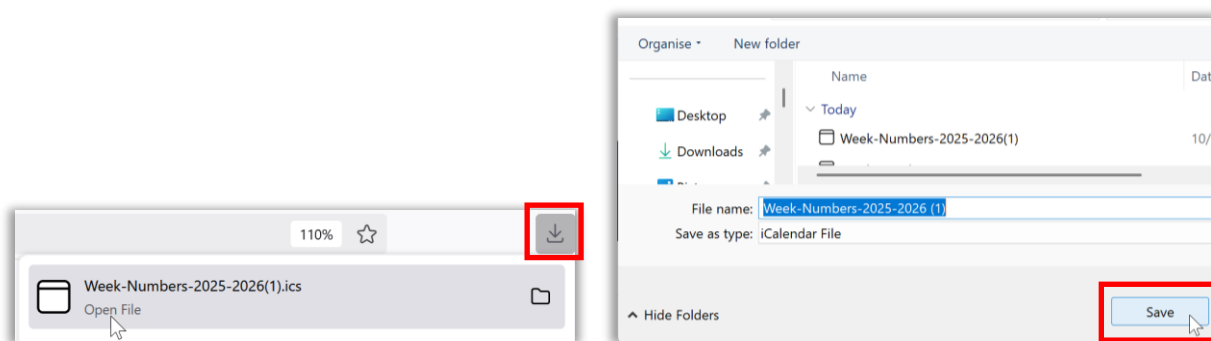 110%
Week-Numbers-2025-2026(1).ics
Open File
Organise
New folder
Name
Dat
Desktop
Today
Week-Numbers-2025-2026(1)
10/
Downloads
File name: Week-Numbers-2025-2026 (1)
Save as type: iCalendar File
Hide Folders
Save